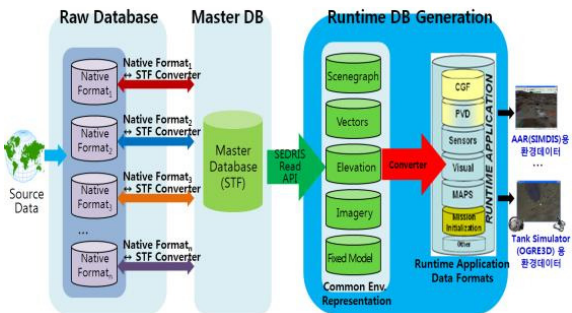 Raw Database
Master DB
Runtime DB Generation
Source
Data
Native
Format1
Native
Format2
Native
Format3
...
Native
Formatn
Native Format1
↔ STF Converter
Native Format2
↔ STF Converter
Native Format3
↔ STF Converter
Native Formatn
↔ STF Converter
Master
Database
(STF)
SEDRIS
Read
API
Scenegraph
Vectors
Elevation
Imagery
Fixed Model
Common Env.
Representation
Converter
CGF
PVD
Sensors
Visual
MAPS
Mission
Initialization
Other
RUNTIME APPLICATION
Runtime Application
Data Formats
AAR(SIMDIS)용
환경데이터
...
Tank Simulator
(OGRE3D) 용
환경데이터